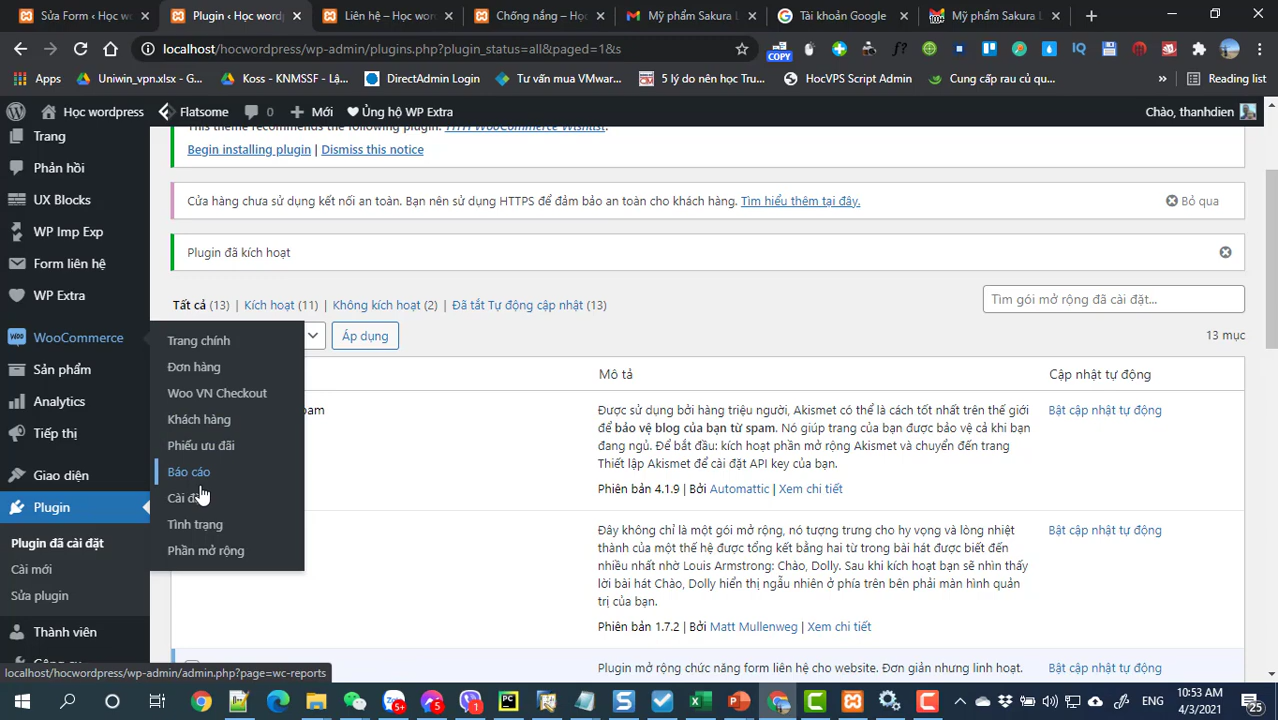 Sửa Form ‹ Học w
Plugin ‹ Học word
Liên hệ – Học wor
Chống nắng – Họ
Mỹ phẩm Sakura L
Tài khoản Google
Mỹ phẩm Sakura L
localhost/hocwordpress/wp-admin/plugins.php?plugin_status=all&paged=1&s
COPY
Apps
Uniwin_vpn.xlsx - G...
Koss - KNMSSF - Lậ...
DirectAdmin Login
Tư vấn mua VMwar...
5 lý do nên học Tru...
HocVPS Script Admin
Cung cấp rau củ qu...
Reading list
Học wordpress
Flatsome
0
Mới
Ủng hộ WP Extra
Chào, thanhdien
Trang
Phản hồi
UX Blocks
WP Imp Exp
Form liên hệ
WP Extra
WooCommerce
Sản phẩm
Analytics
Tiếp thị
Giao diện
Plugin
Plugin đã cài đặt
Cài mới
Sửa plugin
Thành viên
Trang chính
Đơn hàng
Woo VN Checkout
Khách hàng
Phiếu ưu đãi
Báo cáo
Cài đ
Tình trạng
Phần mở rộng
This theme recommends the following plugin: YITH WooCommerce Wishlist.
Begin installing plugin | Dismiss this notice
Cửa hàng chưa sử dụng kết nối an toàn. Bạn nên sử dụng HTTPS để đảm bảo an toàn cho khách hàng. Tìm hiểu thêm tại đây.
Bỏ qua
Plugin đã kích hoạt
Tất cả (13) | Kích hoạt (11) | Không kích hoạt (2) | Đã tắt Tự động cập nhật (13)
Tìm gói mở rộng đã cài đặt...
Áp dụng
13 mục
Mô tả
Cập nhật tự động
pam
Được sử dụng bởi hàng triệu người, Akismet có thể là cách tốt nhất trên thế giới
để bảo vệ blog của bạn từ spam. Nó giúp trang của bạn được bảo vệ cả khi bạn
đang ngủ. Để bắt đầu: kích hoạt phần mở rộng Akismet và chuyển đến trang
Thiết lập Akismet để cài đặt API key của bạn.
Phiên bản 4.1.9 | Bởi Automattic | Xem chi tiết
Bật cập nhật tự động
Đây không chỉ là một gói mở rộng, nó tượng trưng cho hy vọng và lòng nhiệt
thành của một thế hệ được tổng kết bằng hai từ trong bài hát được biết đến
nhiều nhất nhờ Louis Armstrong: Chào, Dolly. Sau khi kích hoạt bạn sẽ nhìn thấy
lời bài hát Chào, Dolly hiển thị ngẫu nhiên ở phía trên bên phải màn hình quản
trị của bạn.
Phiên bản 1.7.2 | Bởi Matt Mullenweg | Xem chi tiết
Bật cập nhật tự động
Plugin mở rộng chức năng form liên hệ cho website. Đơn giản nhưng linh hoạt.
Bật cập nhật tự động
localhost/hocwordpress/wp-admin/admin.php?page=wc-reports
ENG
10:53 AM
4/3/2021
25